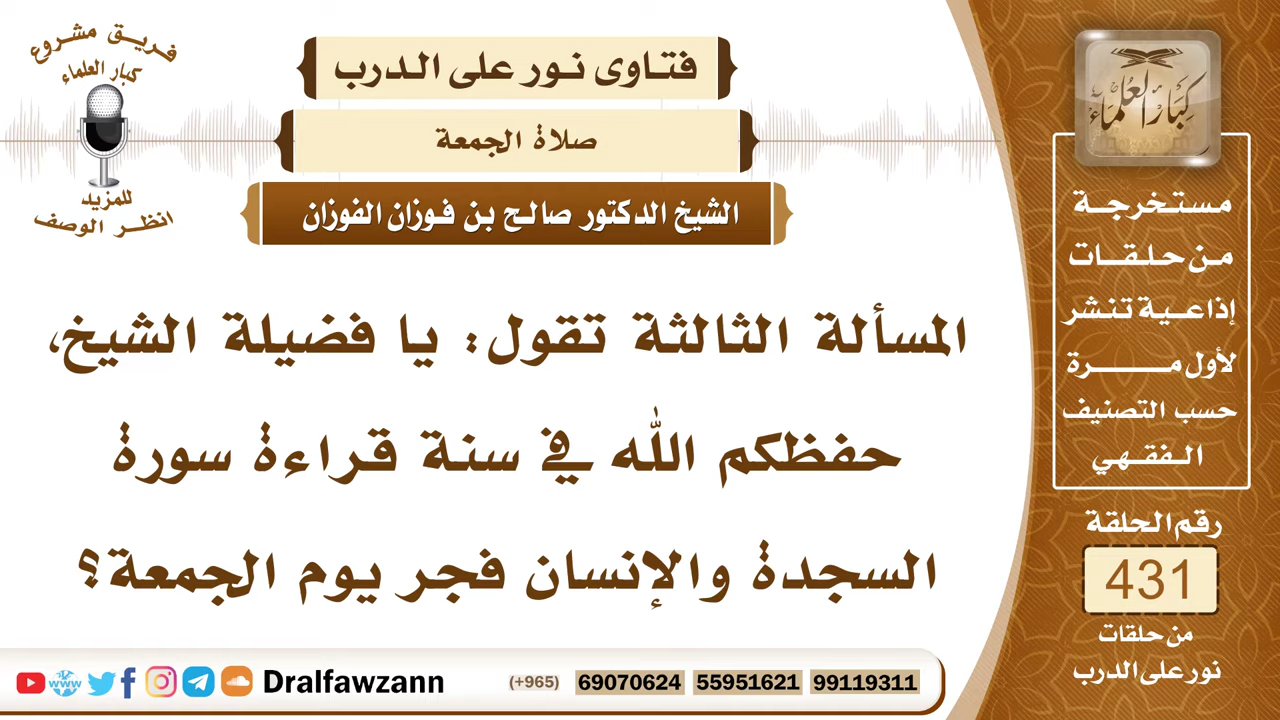 فريق مشروع
كبار العلماء
للمزيد
انظر الوصف
فتاوى نور على الدرب
صلاة الجمعة
الشيخ الدكتور صالح بن فوزان الفوزان
المسألة الثالثة تقول: يا فضيلة الشيخ،
حفظكم الله في سنة قراءة سورة
السجدة والإنسان فجر يوم الجمعة؟
كبار العلماء
مستخرجة
من حلقات
إذاعية تنشر
لأول مرة
حسب التصنيف
الفقهي
رقم الحلقة
431
من حلقات
نور على الدرب
www
Dralfawzann (+965) 69070624 55951621 99119311